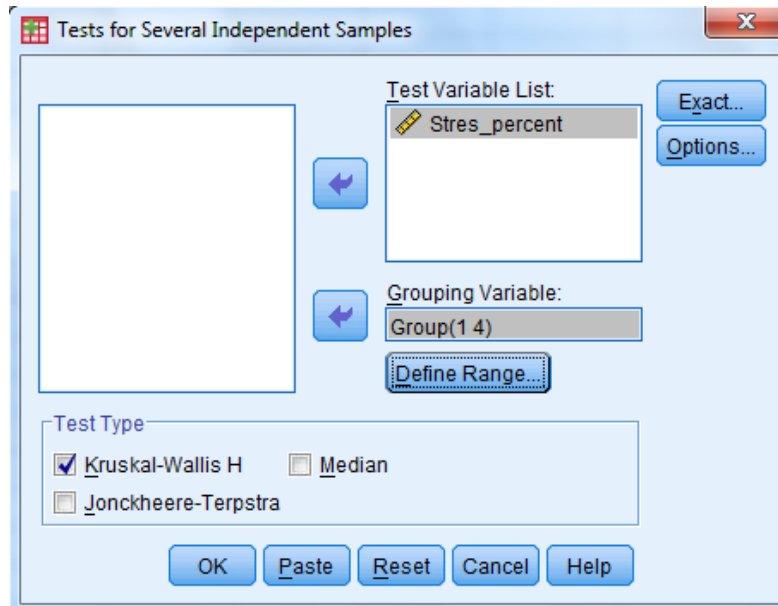 Tests for Several Independent Samples
Test Variable List:
Stres_percent
Exact...
Options...
Grouping Variable:
Group(1 4)
Define Range...
Test Type
Kruskal-Wallis H
Median
Jonckheere-Terpstra
OK
Paste
Reset
Cancel
Help